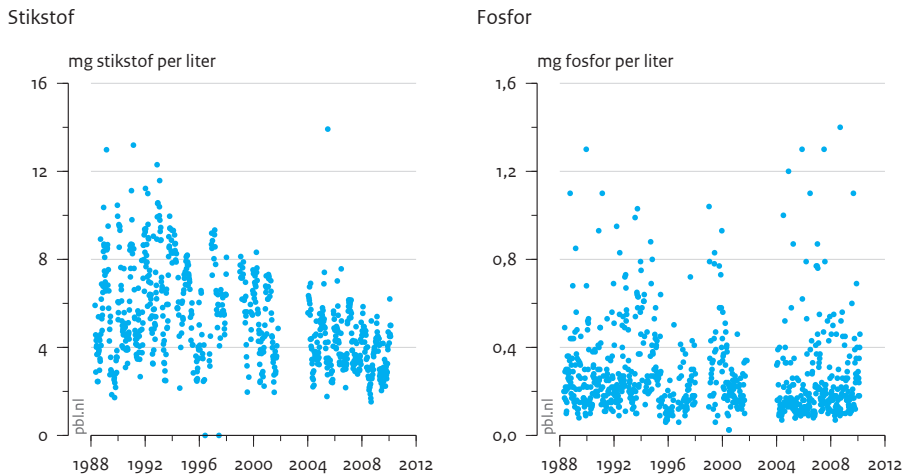 Stikstof
mg stikstof per liter
16
12
8
4
0
pbl.nl
1988 1992 1996 2000 2004 2008 2012
Fosfor
mg fosfor per liter
1,6
1,2
0,8
0,4
0,0
pbl.nl
1988 1992 1996 2000 2004 2008 2012